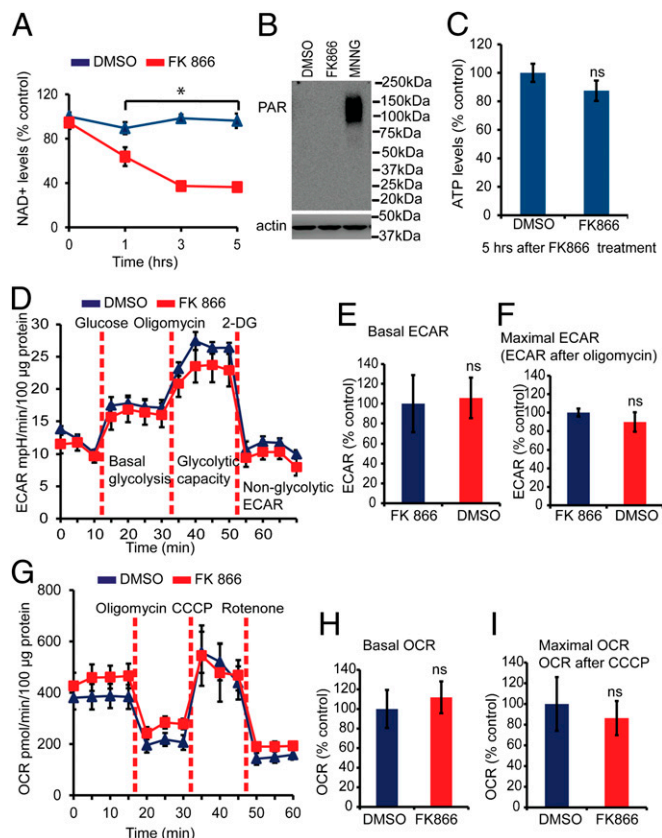 A
DMSO
FK 866
NAD+ levels (% control)
120
80
40
0
*
0 1 3 5
Time (hrs)
B
DMSO
FK866
MNNG
PAR
250kDa
150kDa
100kDa
75kDa
50kDa
37kDa
25kDa
20kDa
actin
50kDa
37kDa
C
ATP levels (% control)
120
100
80
60
40
20
0
ns
DMSO FK866
5 hrs after FK866 treatment
D
DMSO
FK 866
Glucose Oligomycin 2-DG
ECAR mpH/min/100 µg protein
30
25
20
15
10
5
0
Basal
glycolysis
Glycolytic
capacity
Non-glycolytic
ECAR
0 10 20 30 40 50 60
Time (min)
E
Basal ECAR
ECAR (% control)
140
120
100
80
60
40
20
0
ns
FK 866 DMSO
F
Maximal ECAR
(ECAR after oligomycin)
ECAR (% control)
140
120
100
80
60
40
20
0
ns
FK 866 DMSO
G
DMSO
FK 866
Oligomycin CCCP Rotenone
OCR pmol/min/100 µg protein
800
600
400
200
0
0 10 20 30 40 50 60
Time (min)
H
Basal OCR
OCR (% control)
140
120
100
80
60
40
20
0
ns
DMSO FK866
I
Maximal OCR
OCR after CCCP
OCR (% control)
140
120
100
80
60
40
20
0
ns
DMSO FK866